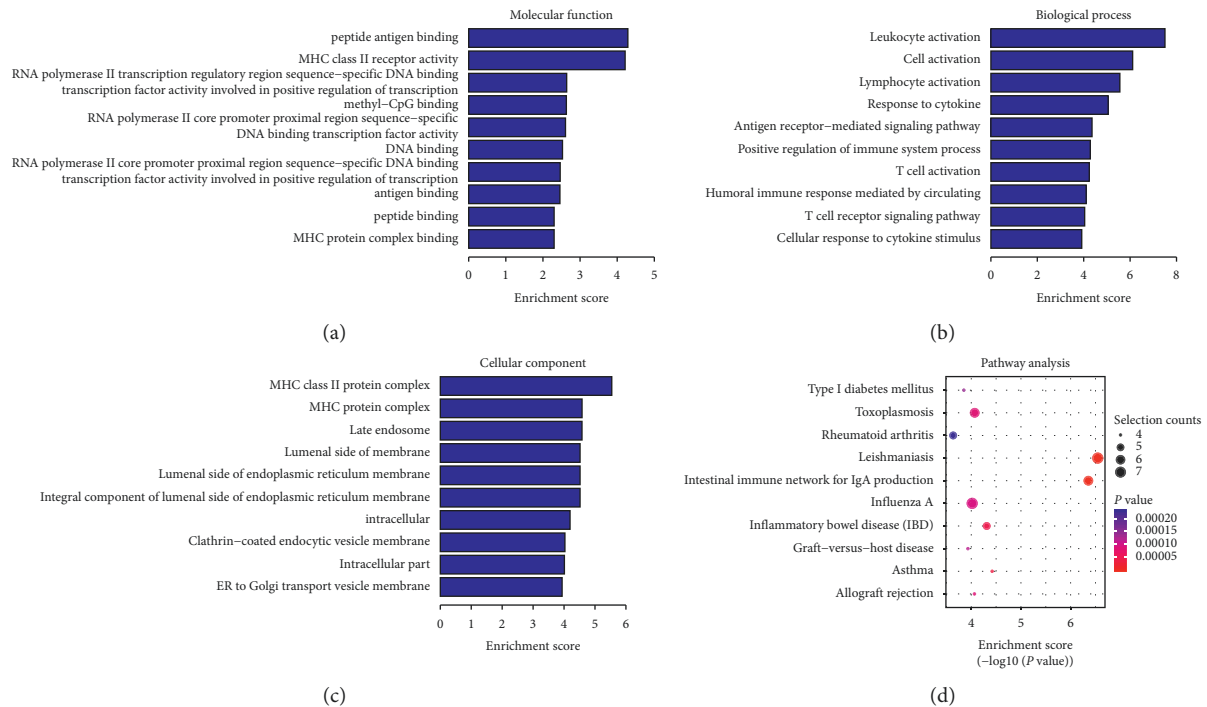 Molecular function
peptide antigen binding
MHC class II receptor activity
RNA polymerase II transcription regulatory region sequence−specific DNA binding
transcription factor activity involved in positive regulation of transcription
methyl−CpG binding
RNA polymerase II core promoter proximal region sequence−specific
DNA binding transcription factor activity
DNA binding
RNA polymerase II core promoter proximal region sequence−specific DNA binding
transcription factor activity involved in positive regulation of transcription
antigen binding
peptide binding
MHC protein complex binding
0 1 2 3 4 5
Enrichment score
(a)
Biological process
Leukocyte activation
Cell activation
Lymphocyte activation
Response to cytokine
Antigen receptor−mediated signaling pathway
Positive regulation of immune system process
T cell activation
Humoral immune response mediated by circulating
T cell receptor signaling pathway
Cellular response to cytokine stimulus
0 2 4 6 8
Enrichment score
(b)
Cellular component
MHC class II protein complex
MHC protein complex
Late endosome
Lumenal side of membrane
Lumenal side of endoplasmic reticulum membrane
Integral component of lumenal side of endoplasmic reticulum membrane
intracellular
Clathrin−coated endocytic vesicle membrane
Intracellular part
ER to Golgi transport vesicle membrane
0 1 2 3 4 5 6
Enrichment score
(c)
Pathway analysis
Type I diabetes mellitus
Toxoplasmosis
Rheumatoid arthritis
Leishmaniasis
Intestinal immune network for IgA production
Influenza A
Inflammatory bowel disease (IBD)
Graft−versus−host disease
Asthma
Allograft rejection
4 5 6
Enrichment score
(−log10 (P value))
Selection counts
4
5
6
7
P value
0.00020
0.00015
0.00010
0.00005
(d)